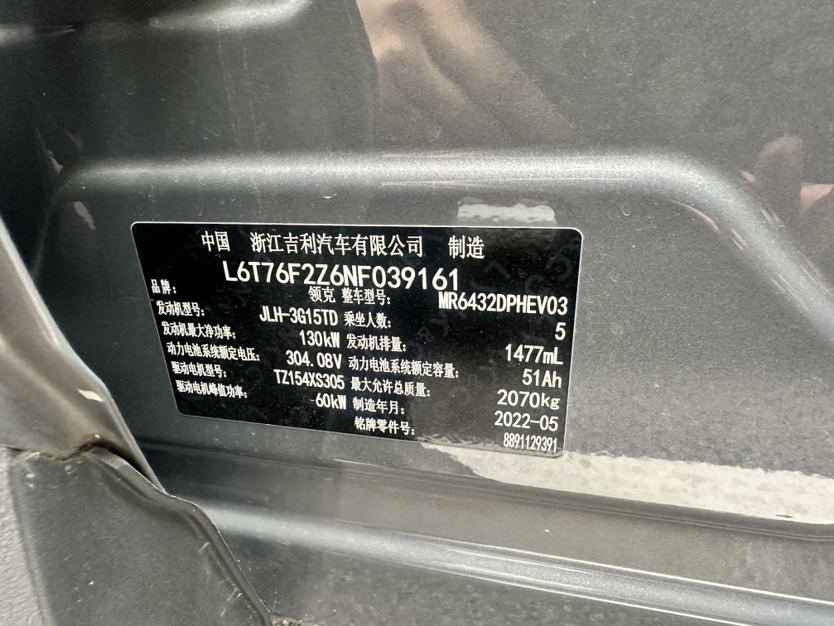 中国 浙江吉利汽车有限公司 制造
L6T76F2Z6NF039161
品牌： 领克 整车型号： MR6432DPHEV03
发动机型号： JLH-3G15TD 乘坐人数： 5
发动机最大净功率： 130kW 发动机排量： 1477mL
动力电池系统额定电压： 304.08V 动力电池系统额定容量： 51Ah
驱动电机型号： TZ154XS305 最大允许总质量： 2070kg
驱动电机峰值功率： 60kW 制造年月： 2022-05
铭牌零件号： 8891129391